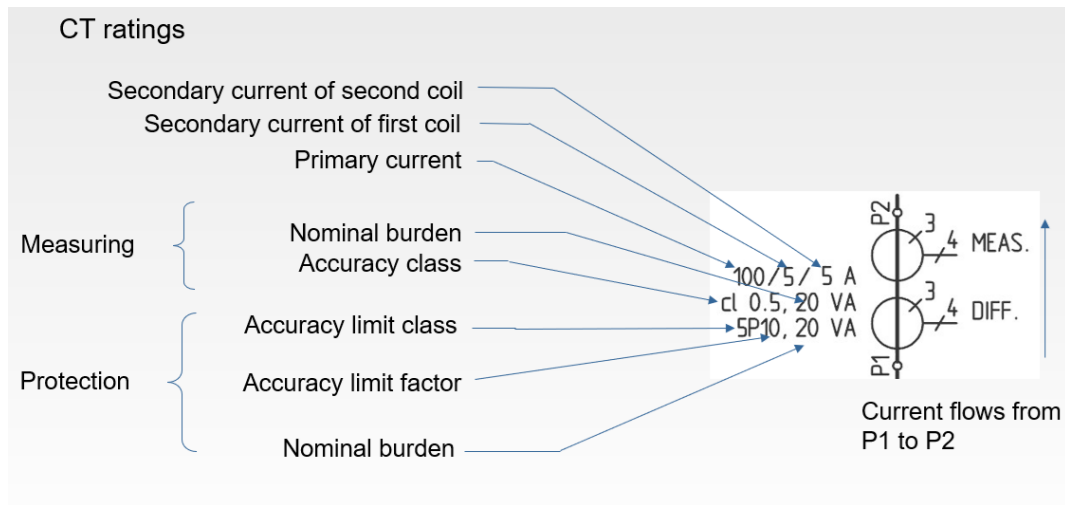 CT ratings
Secondary current of second coil
Secondary current of first coil
Primary current
Measuring
Nominal burden
Accuracy class
Protection
Accuracy limit class
Accuracy limit factor
Nominal burden
100/5/ 5 A
cl 0.5, 20 VA
5P10, 20 VA
P2
3
4 MEAS.
3
4 DIFF.
P1
Current flows from
P1 to P2